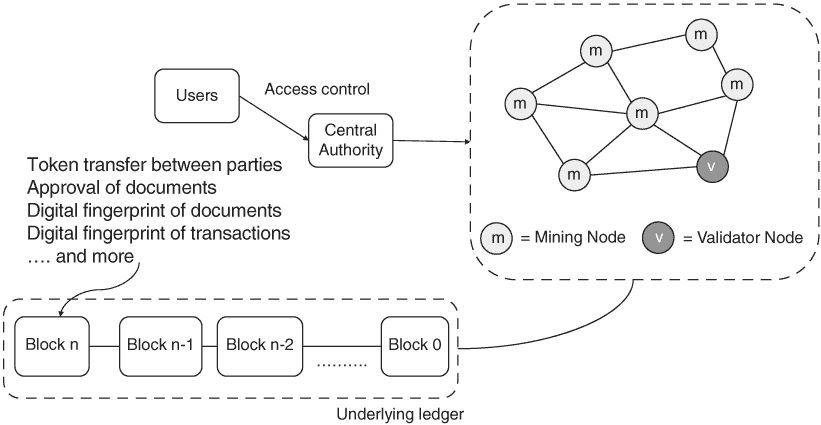 m
m
Users
Access control
m
m
m
Central
Authority
Token transfer between parties
Approval of documents
Digital fingerprint of documents
Digital fingerprint of transactions
.... and more
m
v
m = Mining Node
v = Validator Node
Block n
Block n-1
Block n-2
..........
Block 0
Underlying ledger